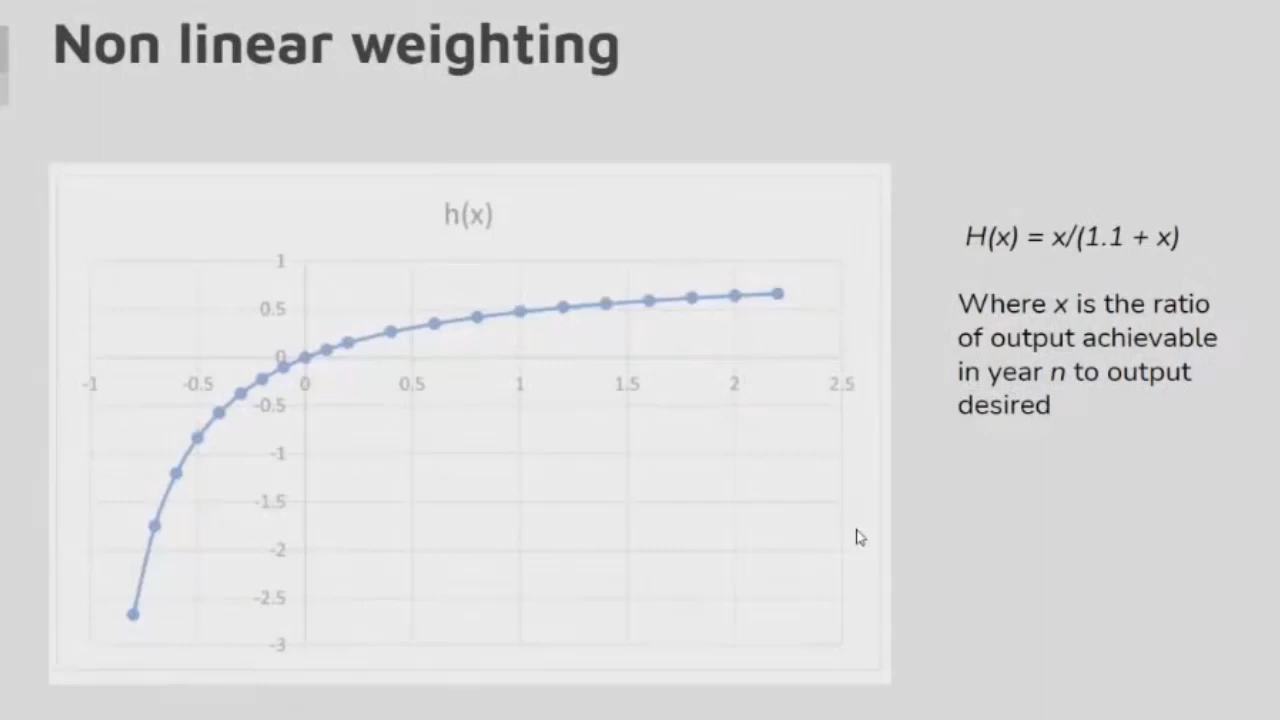 Non linear weighting
h(x)
1
0.5
0
-1 -0.5 0 0.5 1 1.5 2 2.5
-0.5
-1
-1.5
-2
-2.5
-3
H(x) = x/(1.1 + x)
Where x is the ratio
of output achievable
in year n to output
desired